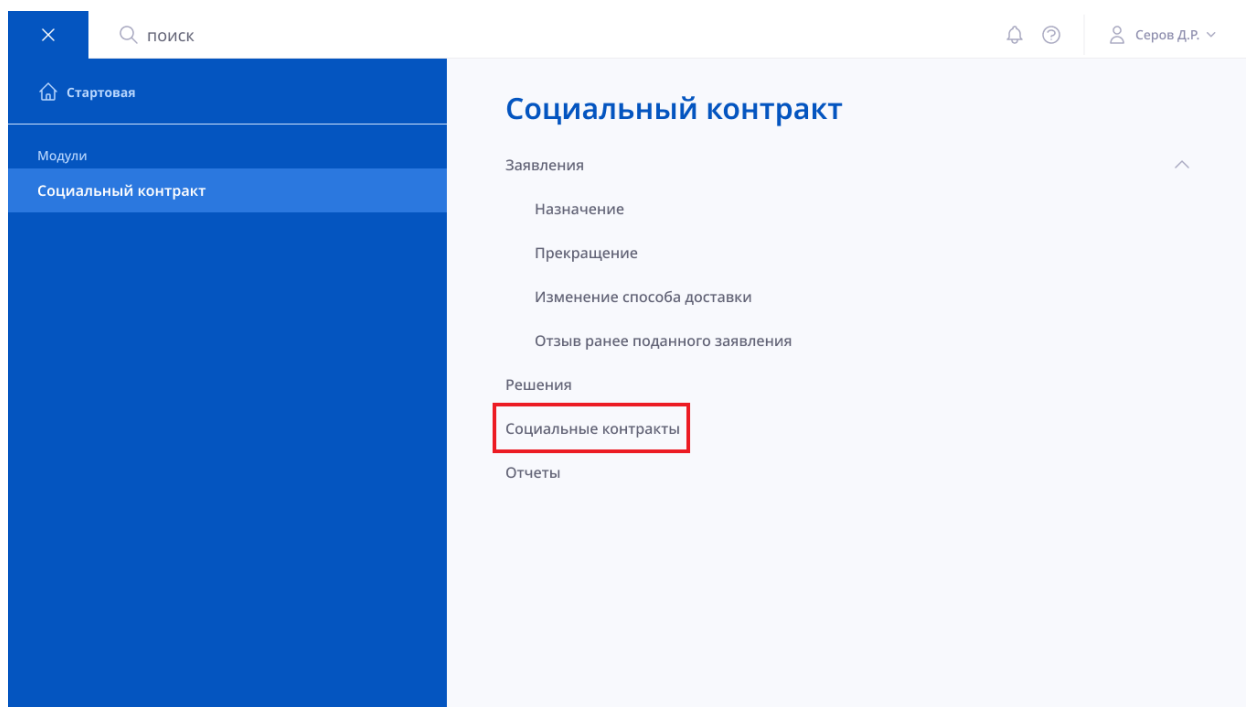 поиск
Серов Д.Р.
Стартовая
Модули
Социальный контракт
Социальный контракт
Заявления
Назначение
Прекращение
Изменение способа доставки
Отзыв ранее поданного заявления
Решения
Социальные контракты
Отчеты